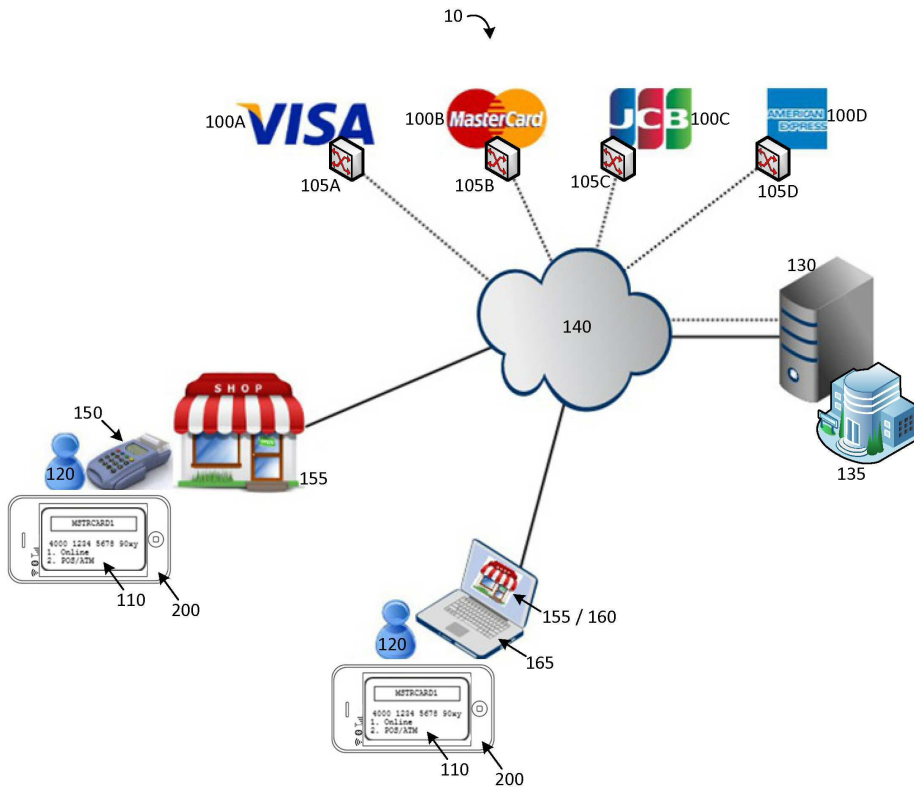 10
100A
VISA
100B
MasterCard
JCB
100C
AMERICAN
EXPRESS
100D
105A
105B
105C
105D
130
140
150
SHOP
120
155
135
MSTRCARD1
4000 1234 5678 90xy
1. Online
2. POS/ATM
110
200
155 / 160
120
165
MSTRCARD1
4000 1234 5678 90xy
1. Online
2. POS/ATM
110
200